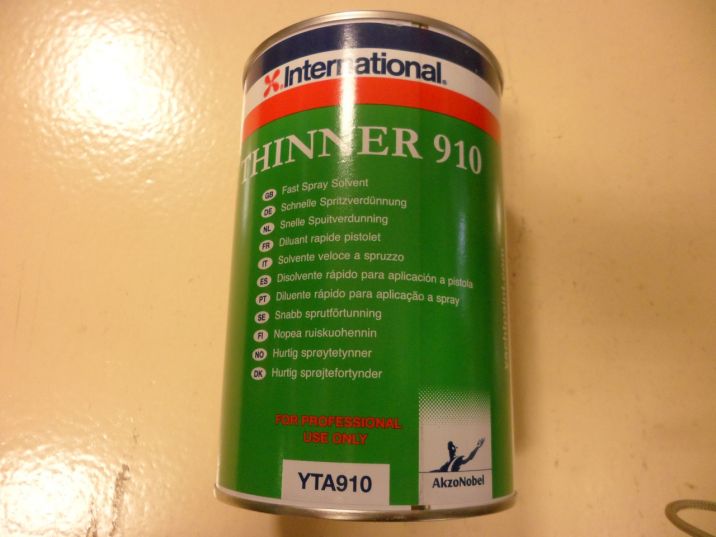 International
THINNER 910
GB Fast Spray Solvent
DE Schnelle Spritzverdünnung
NL Snelle Spuitverdunning
FR Diluant rapide pistolet
IT Solvente veloce a spruzzo
ES Disolvente rápido para aplicación a pistola
PT Diluente rápido para aplicação a spray
SE Snabb sprutförtunning
FI Nopea ruiskuohennin
NO Hurtig sprøytetynner
DK Hurtig sprøjtefortynder
FOR PROFESSIONAL
USE ONLY
YTA910
AkzoNobel